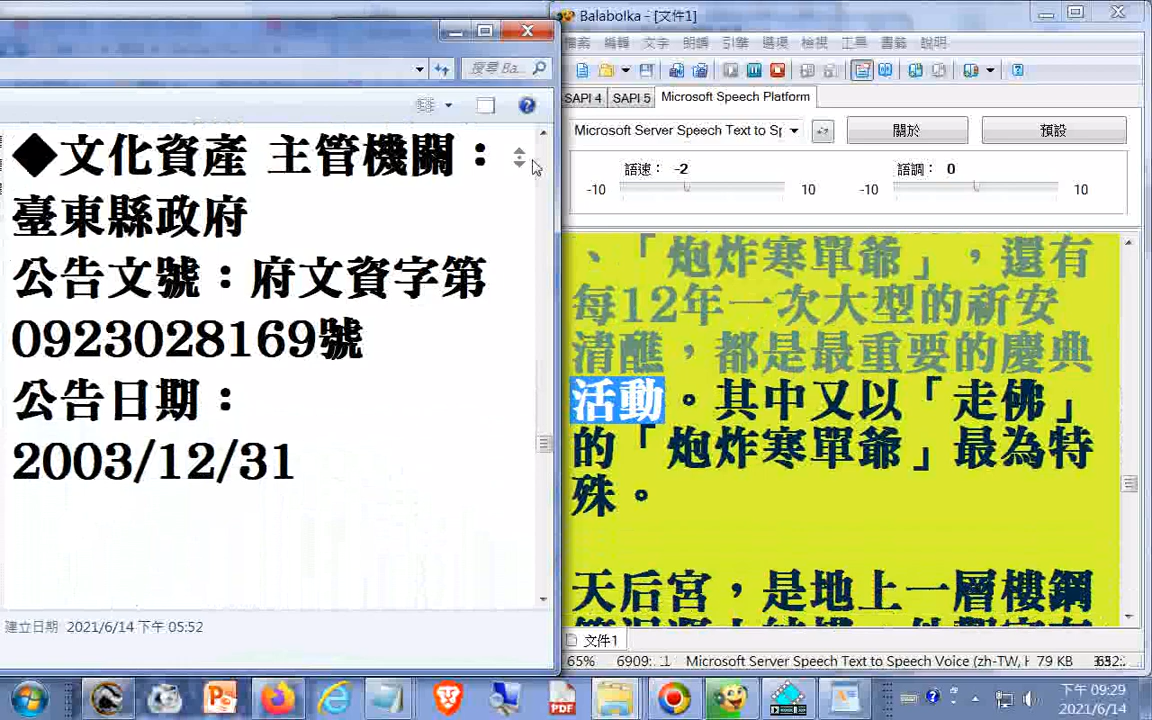 Balabolka - [文件1]
檔案 編輯 文字 朗讀 引擎 選項 檢視 工具 書籤 說明
搜尋 Ba...
SAPI 4 SAPI 5 Microsoft Speech Platform
Microsoft Server Speech Text to Sp
關於
預設
語速： -2
語調： 0
-10 10 -10 10
◆文化資產 主管機關：
臺東縣政府
公告文號：府文資字第
0923028169號
公告日期：
2003/12/31
建立日期 2021/6/14 下午 05:52
、「炮炸寒單爺」，還有
每12年一次大型的祈安
清醮，都是最重要的慶典
活動。其中又以「走佛」
的「炮炸寒單爺」最為特
殊。
天后宮，是地上一層樓鋼
文件1
65% 6909:..1 Microsoft Server Speech Text to Speech Voice (zh-TW, H 79 KB
PDF
下午 09:29
2021/6/14